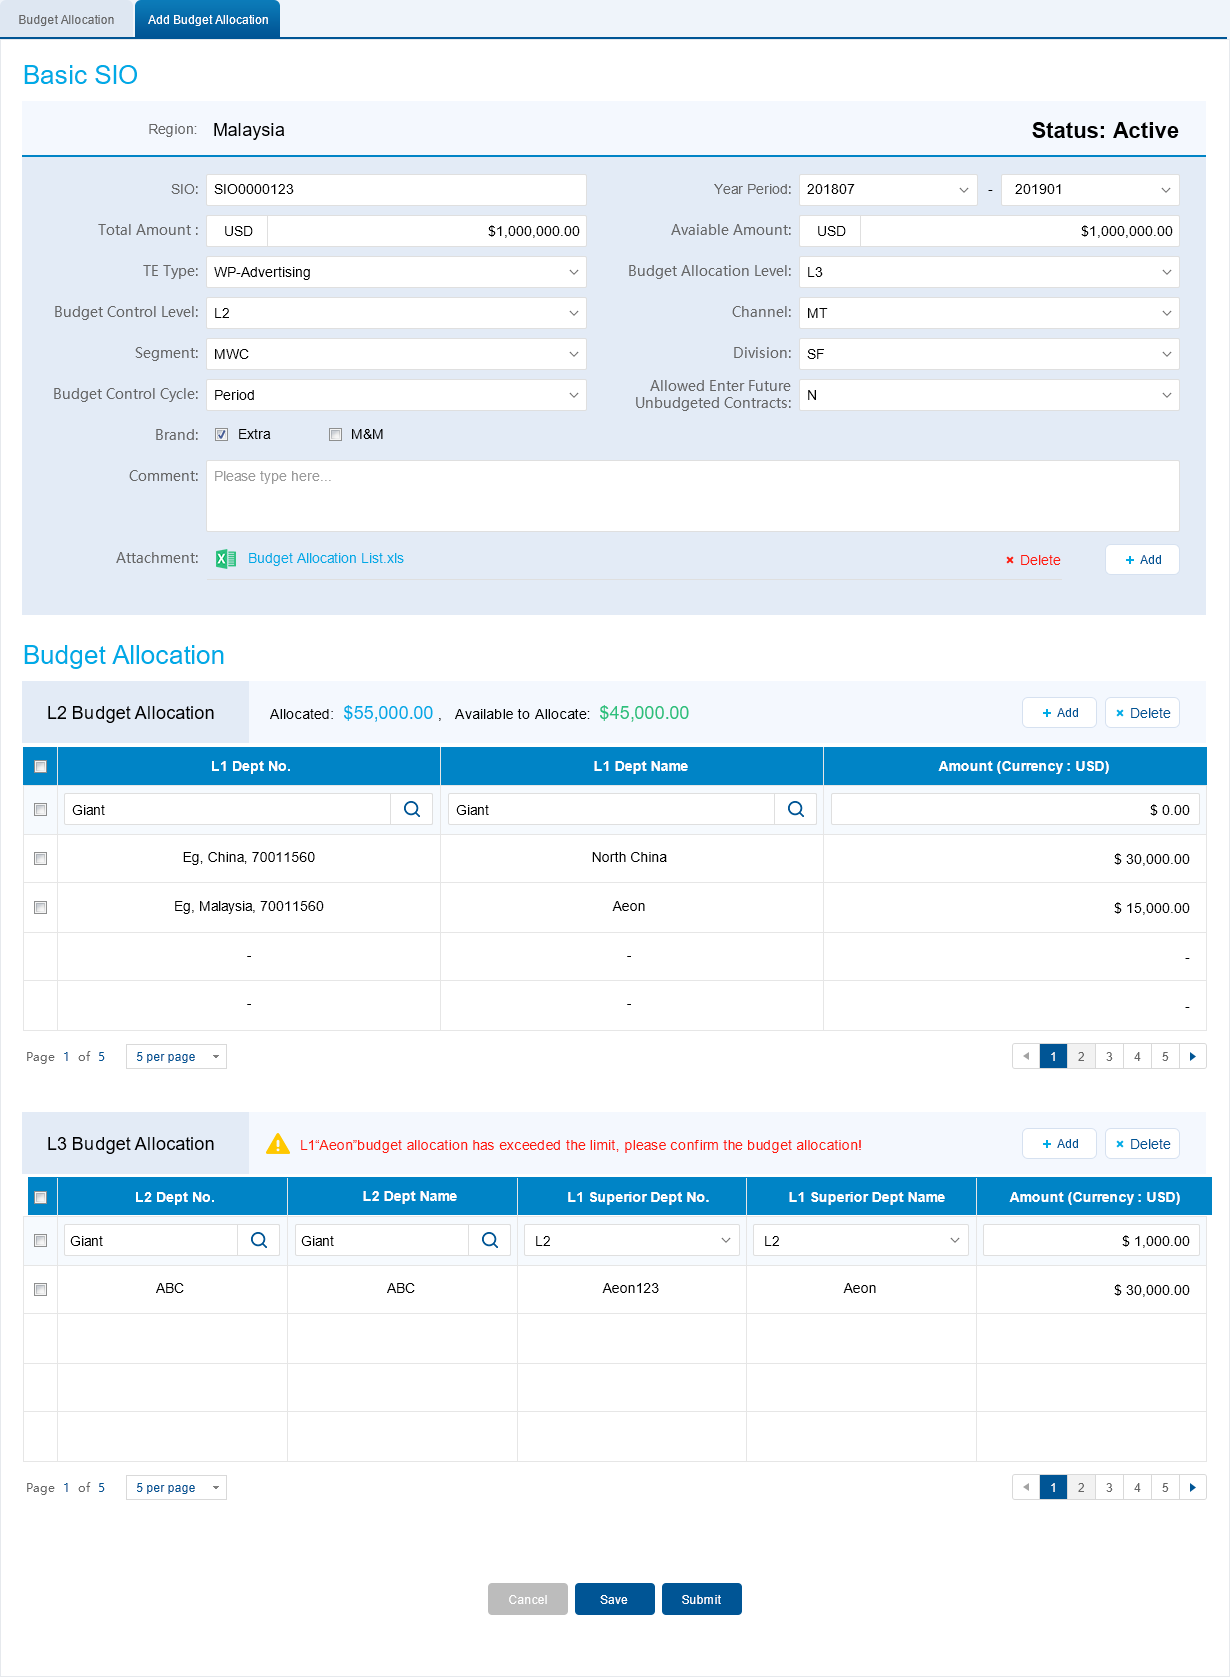 Budget Allocation Add Budget Allocation
Basic SIO
Region: Malaysia Status: Active
SIO: SIO0000123 Year Period: 201807 - 201901
Total Amount : USD $1,000,000.00 Avaiable Amount: USD $1,000,000.00
TE Type: WP-Advertising Budget Allocation Level: L3
Budget Control Level: L2 Channel: MT
Segment: MWC Division: SF
Budget Control Cycle: Period Allowed Enter Future
Unbudgeted Contracts: N
Brand: Extra M&M
Comment: Please type here...
Attachment: Budget Allocation List.xls Delete Add
Budget Allocation
L2 Budget Allocation Allocated: $55,000.00 , Available to Allocate: $45,000.00 Add Delete
L1 Dept No. L1 Dept Name Amount (Currency : USD)
Giant Giant $ 0.00
Eg, China, 70011560 North China $ 30,000.00
Eg, Malaysia, 70011560 Aeon $ 15,000.00
- - -
- - -
Page 1 of 5 5 per page 1 2 3 4 5
L3 Budget Allocation L1“Aeon”budget allocation has exceeded the limit, please confirm the budget allocation! Add Delete
L2 Dept No. L2 Dept Name L1 Superior Dept No. L1 Superior Dept Name Amount (Currency : USD)
Giant Giant L2 L2 $ 1,000.00
ABC ABC Aeon123 Aeon $ 30,000.00
Page 1 of 5 5 per page 1 2 3 4 5
Cancel Save Submit